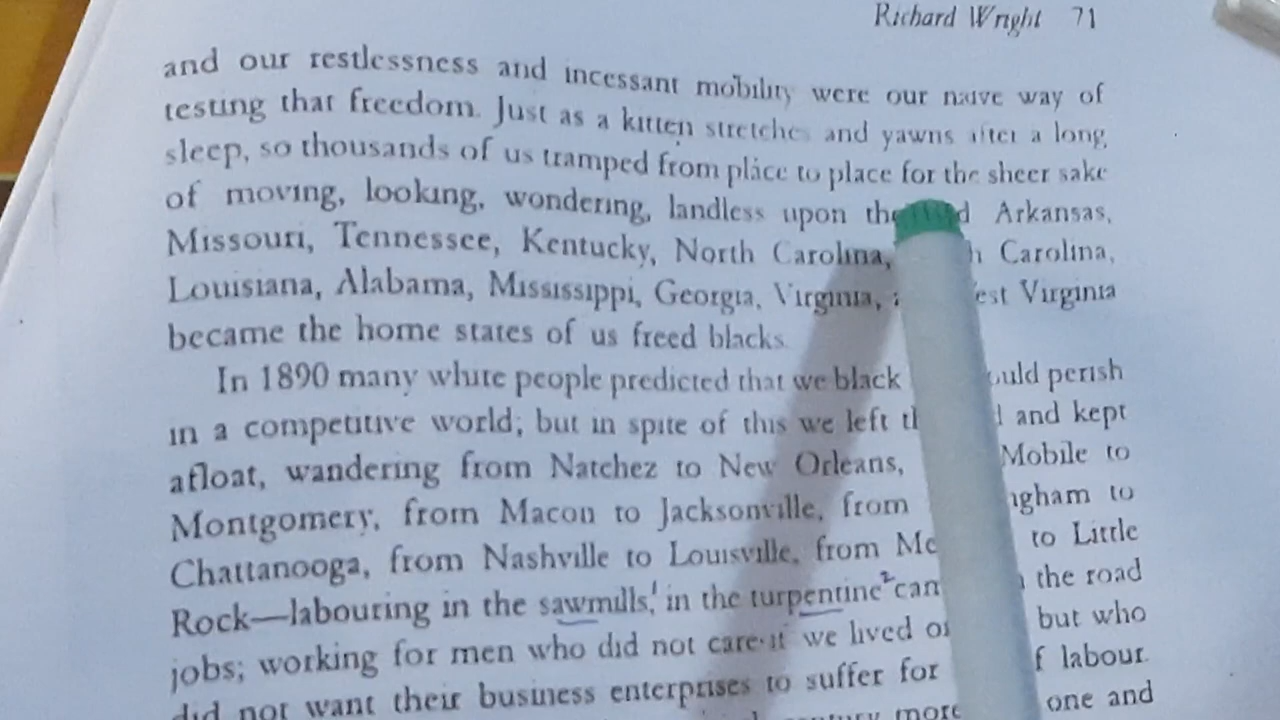 Richard Wright 71
and our restlessness and incessant mobility were our naive way of
testing that freedom. Just as a kitten stretches and yawns after a long
sleep, so thousands of us tramped from place to place for the sheer sake
of moving, looking, wondering, landless upon the Arkansas,
Missouri, Tennessee, Kentucky, North Carolina, Carolina,
Louisiana, Alabama, Mississippi, Georgia, Virginia, Virginia
became the home states of us freed blacks.
In 1890 many white people predicted that we black perish
in a competitive world; but in spite of this we left and kept
afloat, wandering from Natchez to New Orleans, Mobile to
Montgomery, from Macon to Jacksonville, from to
Chattanooga, from Nashville to Louisville, from to Little
Rock—labouring in the sawmills,¹ in the turpentine² the road
jobs; working for men who did not care if we lived but who
did not want their business enterprises to suffer for labour.
more one and